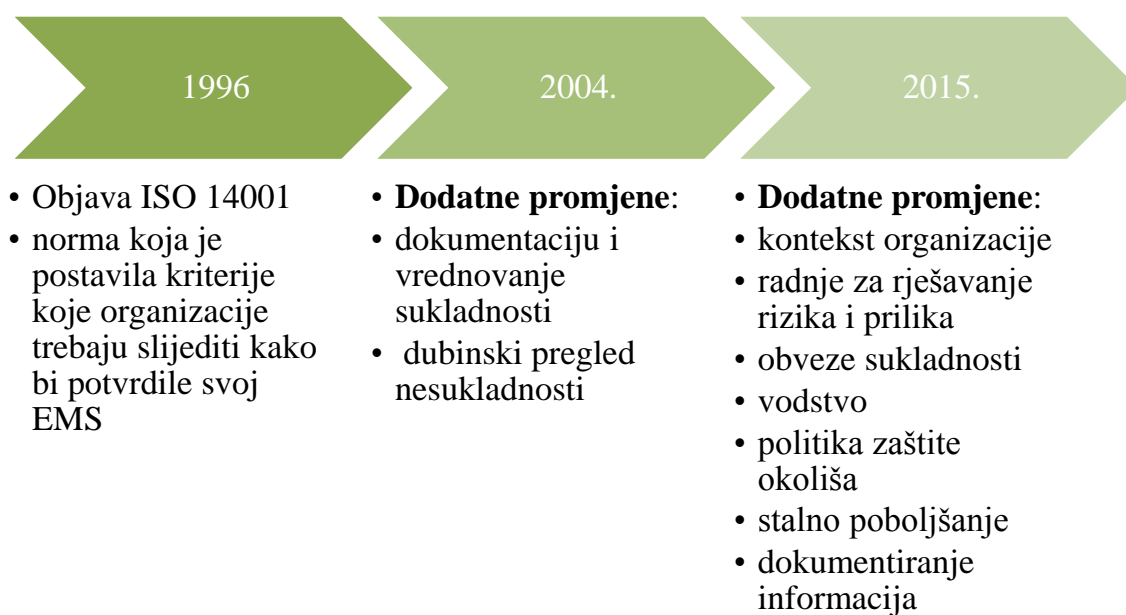 1996
2004.
2015.
• Objava ISO 14001
• norma koja je
postavila kriterije
koje organizacije
trebaju slijediti kako
bi potvrdile svoj
EMS
• Dodatne promjene:
• dokumentaciju i
vrednovanje
sukladnosti
• dubinski pregled
nesukladnosti
• Dodatne promjene:
• kontekst organizacije
• radnje za rješavanje
rizika i prilika
• obveze sukladnosti
• vodstvo
• politika zaštite
okoliša
• stalno poboljšanje
• dokumentiranje
informacija